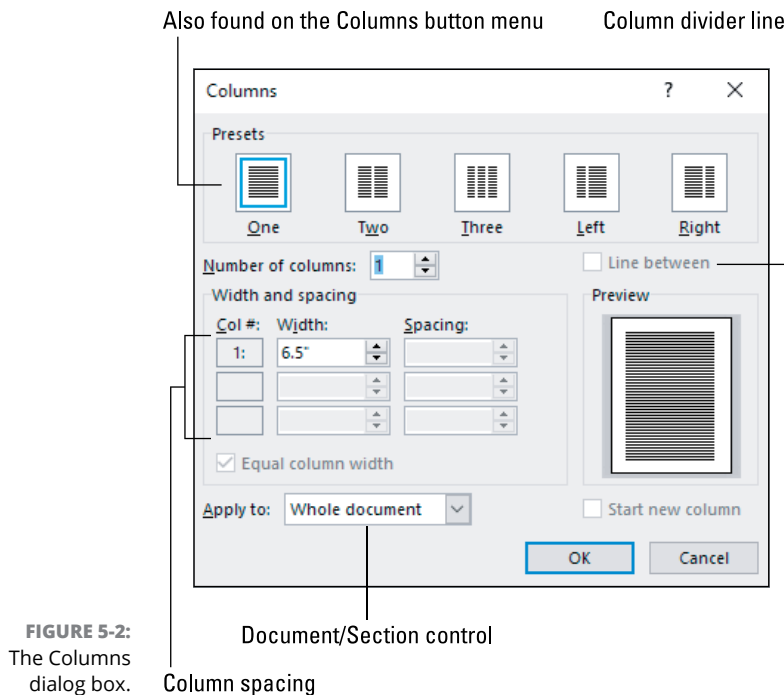 Also found on the Columns button menu Column divider line
Columns ? ×
Presets
One Two Three Left Right
Number of columns: 1 Line between
Width and spacing Preview
Col #: Width: Spacing:
1: 6.5"
Equal column width
Apply to: Whole document Start new column
OK Cancel
Document/Section control
FIGURE 5-2:
The Columns
dialog box.
Column spacing